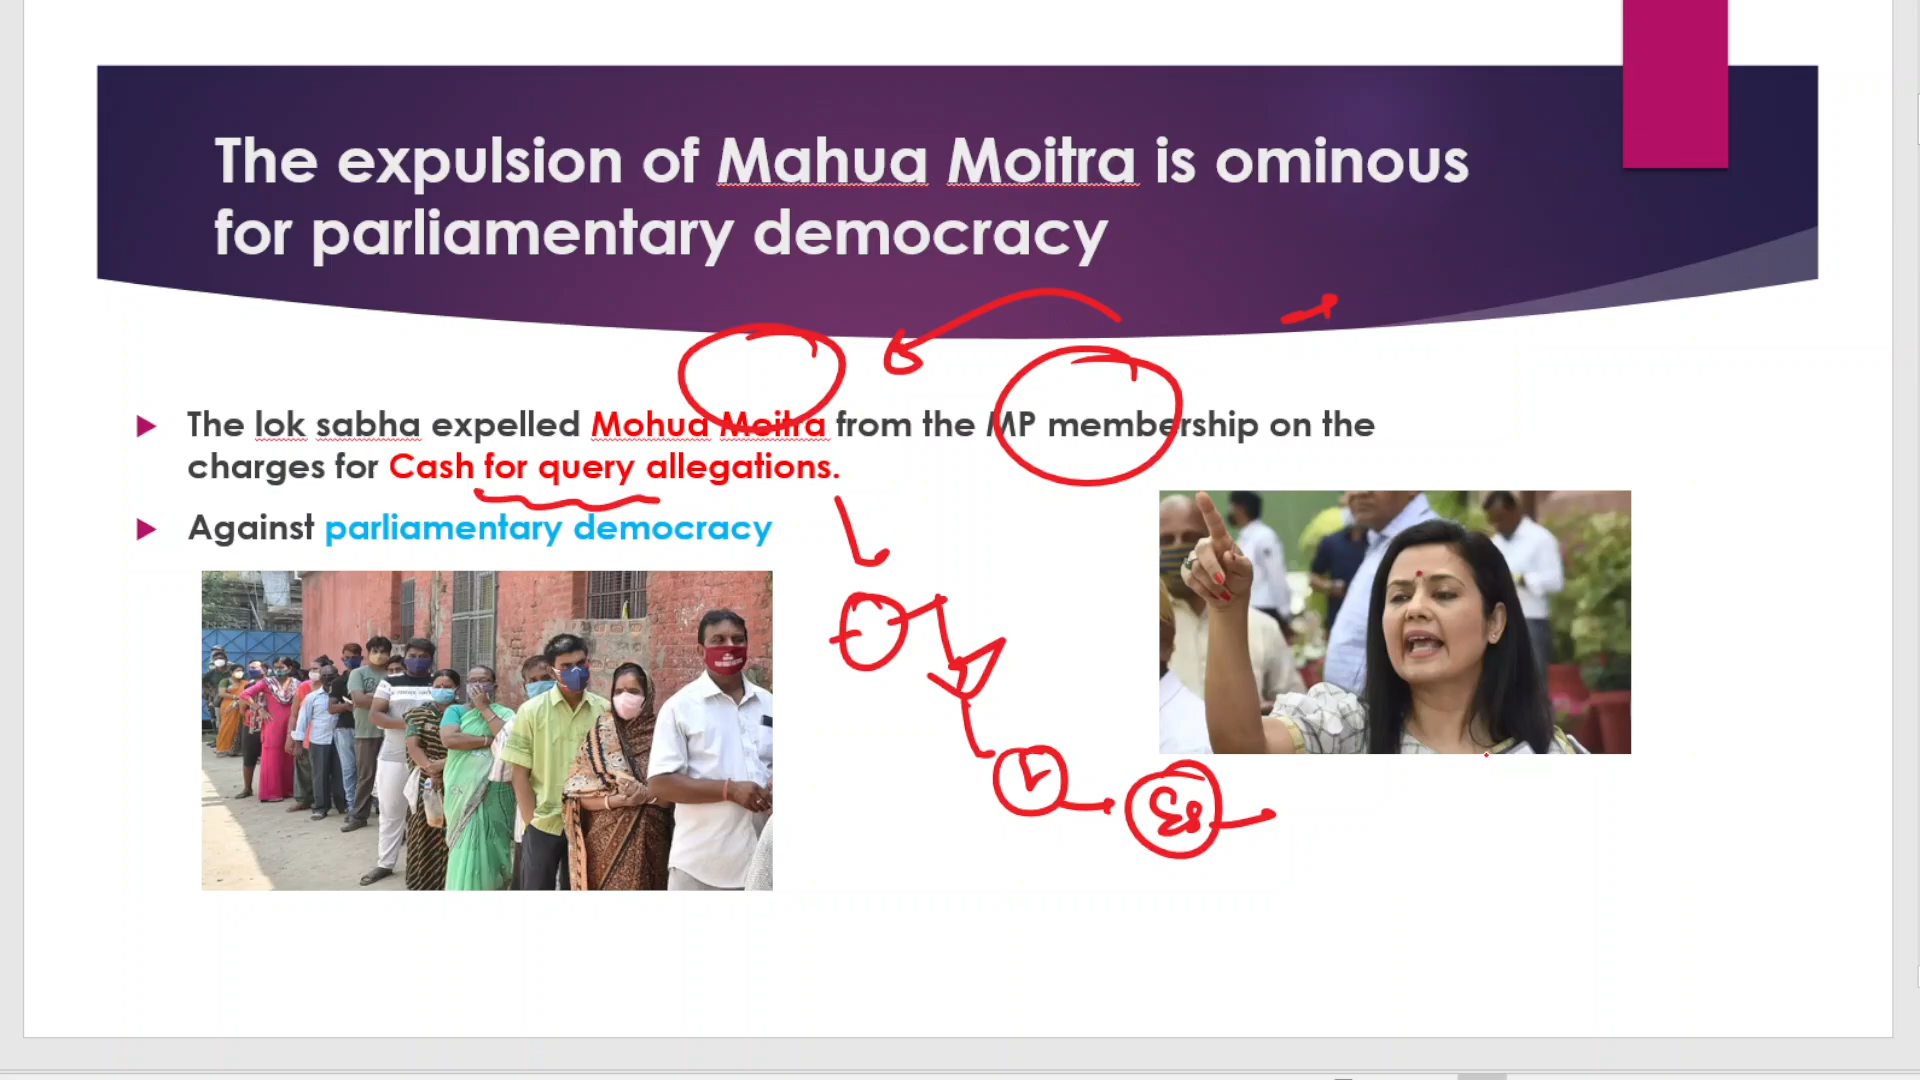 The expulsion of Mahua Moitra is ominous
for parliamentary democracy
The lok sabha expelled Mohua Moitra from the MP membership on the
charges for Cash for query allegations.
Against parliamentary democracy